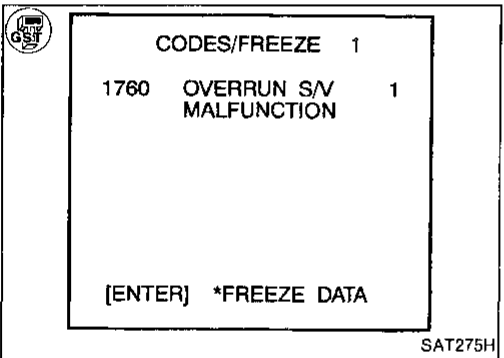 GST
CODES/FREEZE 1
1760 OVERRUN S/V 1
MALFUNCTION
[ENTER] *FREEZE DATA
SAT275H